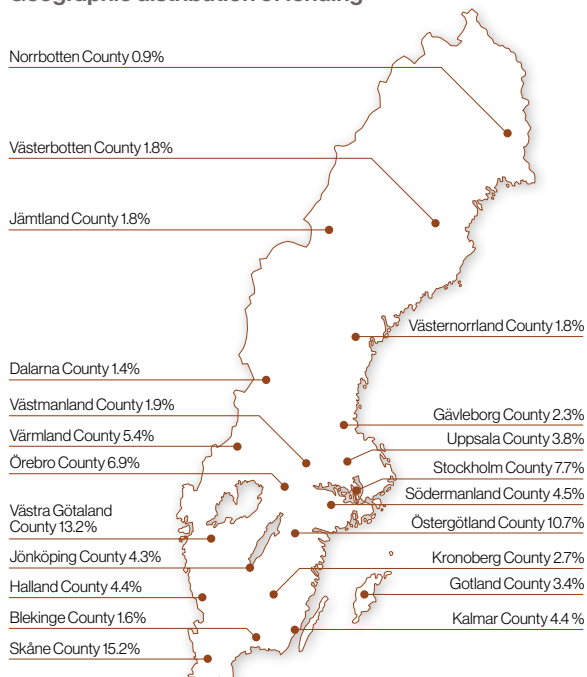 Geographic distribution of lending
Norrbotten County 0.9%
Västerbotten County 1.8%
Jämtland County 1.8%
Västernorrland County 1.8%
Dalarna County 1.4%
Västmanland County 1.9%
Gävleborg County 2.3%
Värmland County 5.4%
Uppsala County 3.8%
Örebro County 6.9%
Stockholm County 7.7%
Södermanland County 4.5%
Västra Götaland
County 13.2%
Östergötland County 10.7%
Jönköping County 4.3%
Kronoberg County 2.7%
Halland County 4.4%
Gotland County 3.4%
Blekinge County 1.6%
Kalmar County 4.4 %
Skåne County 15.2%